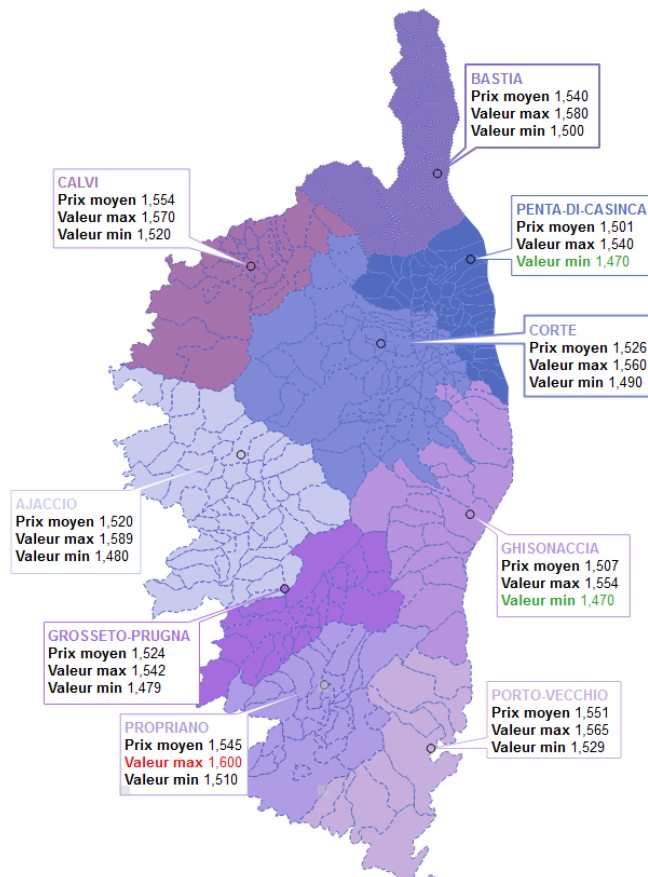 BASTIA
Prix moyen 1,540
Valeur max 1,580
Valeur min 1,500
CALVI
Prix moyen 1,554
Valeur max 1,570
Valeur min 1,520
PENTA-DI-CASINCA
Prix moyen 1,501
Valeur max 1,540
Valeur min 1,470
CORTE
Prix moyen 1,526
Valeur max 1,560
Valeur min 1,490
AJACCIO
Prix moyen 1,520
Valeur max 1,589
Valeur min 1,480
GHISONACCIA
Prix moyen 1,507
Valeur max 1,554
Valeur min 1,470
GROSSETO-PRUGNA
Prix moyen 1,524
Valeur max 1,542
Valeur min 1,479
PORTO-VECCHIO
Prix moyen 1,551
Valeur max 1,565
Valeur min 1,529
PROPRIANO
Prix moyen 1,545
Valeur max 1,600
Valeur min 1,510